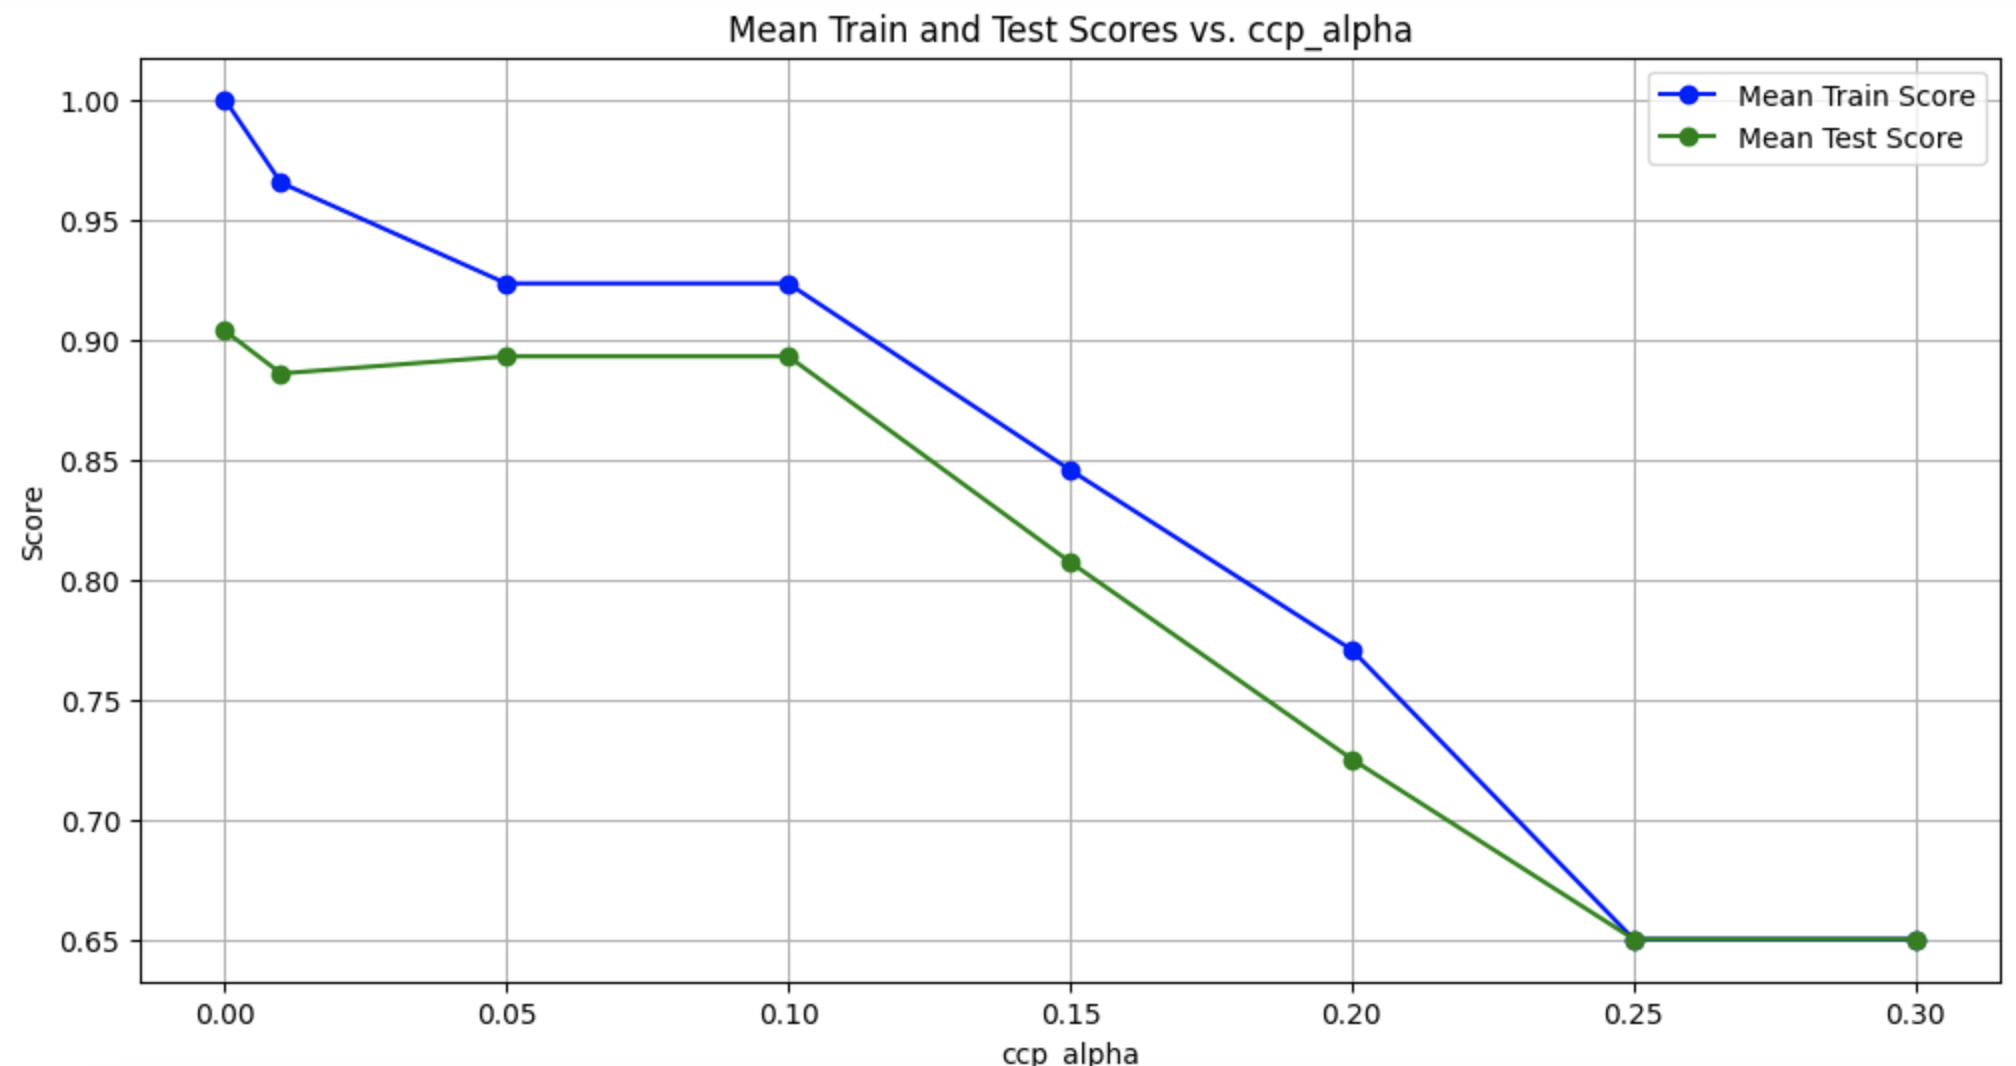 Mean Train and Test Scores vs. ccp_alpha
Mean Train Score
Mean Test Score
Score
1.00
0.95
0.90
0.85
0.80
0.75
0.70
0.65
0.00 0.05 0.10 0.15 0.20 0.25 0.30
ccp_alpha